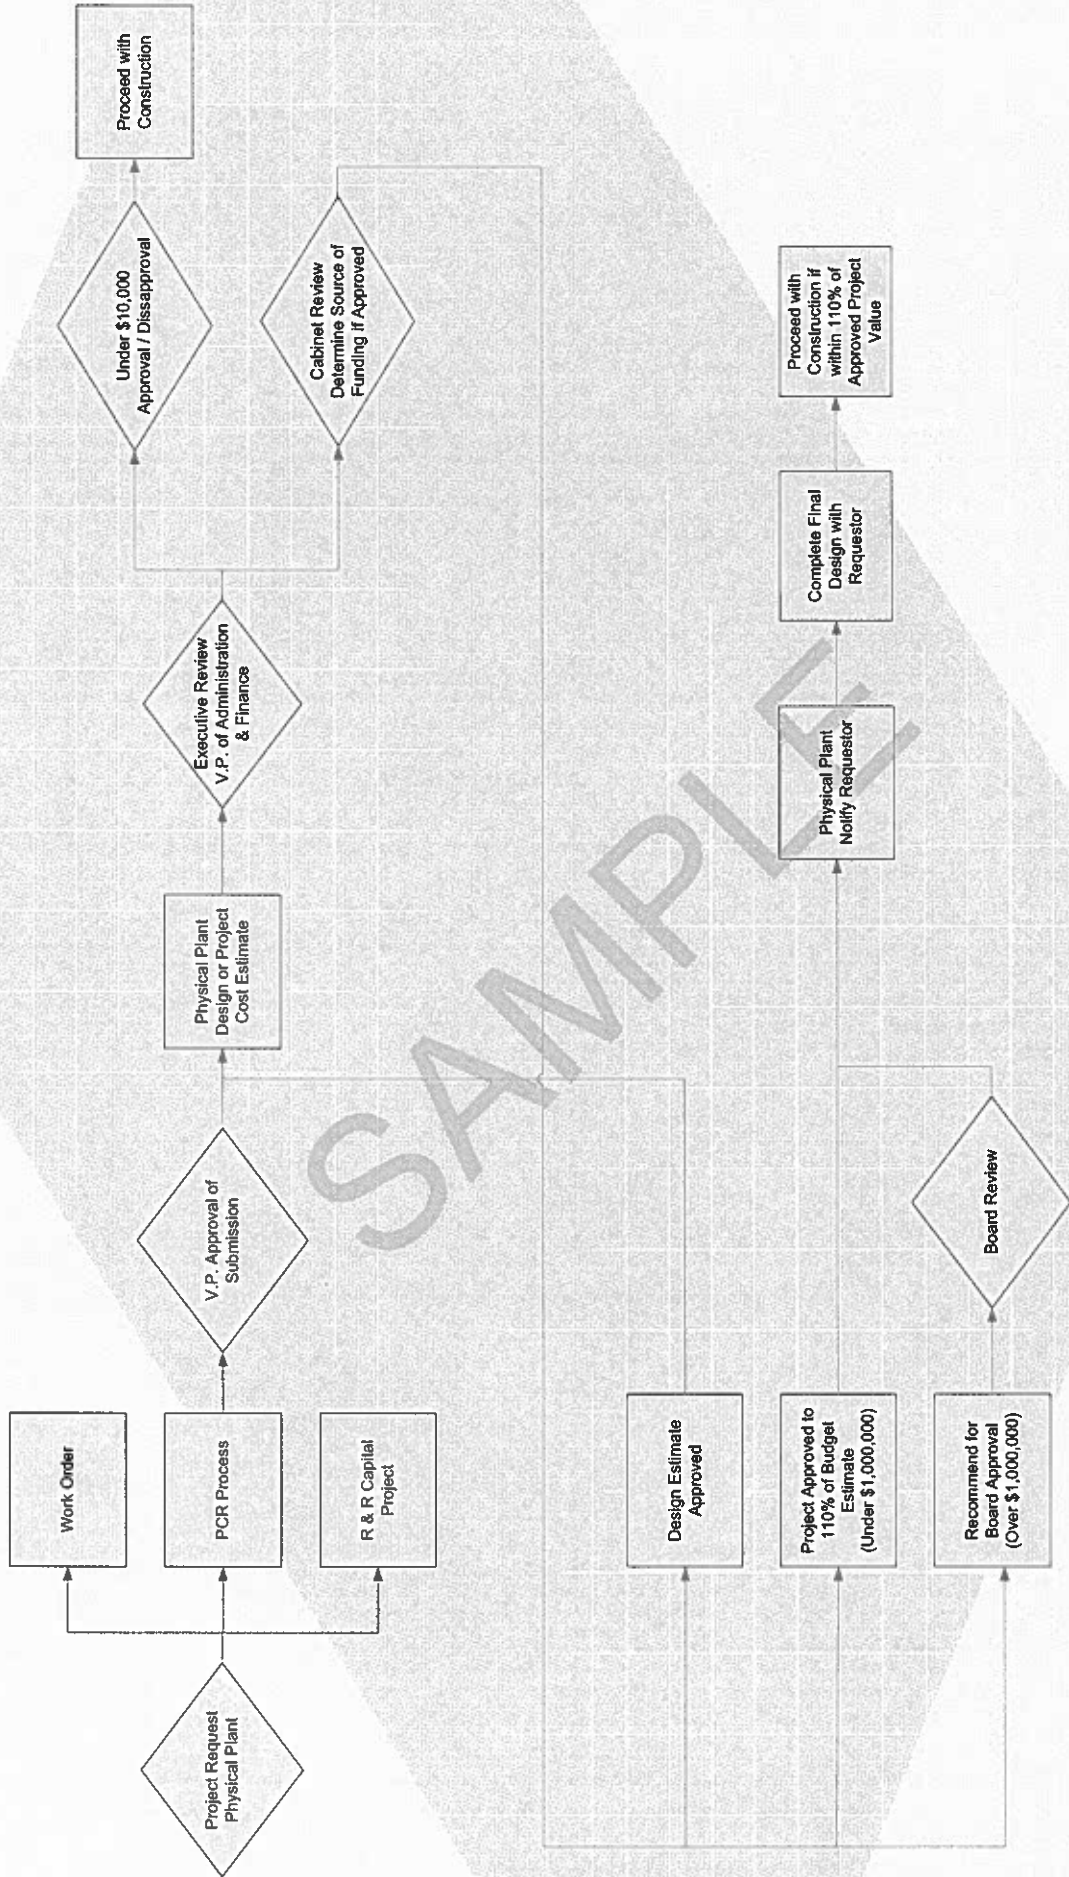 Project Request
Physical Plant
Work Order
PCR Process
R & R Capital
Project
V.P. Approval of
Submission
Physical Plant
Design or Project
Cost Estimate
Executive Review
V.P. of Administration
& Finance
Under $10,000
Approval / Dissapproval
Proceed with
Construction
Cabinet Review
Determine Source of
Funding if Approved
Design Estimate
Approved
Project Approved to
110% of Budget
Estimate
(Under $1,000,000)
Recommend for
Board Approval
(Over $1,000,000)
Board Review
Physical Plant
Notify Requestor
Complete Final
Design with
Requestor
Proceed with
Construction if
within 110% of
Approved Project
Value
SAMPLE